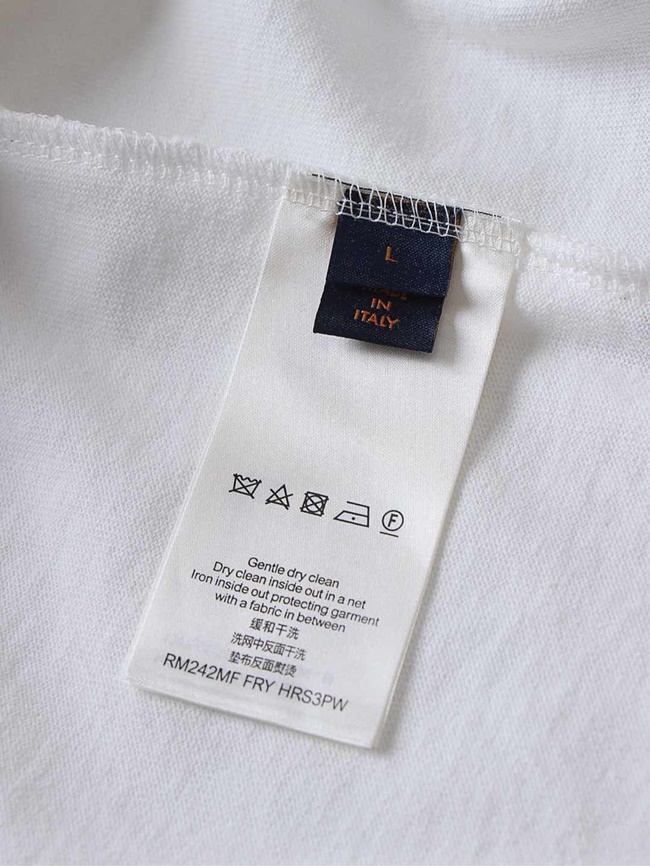 L
MADE
IN
ITALY
F
Gentle dry clean
Dry clean inside out in a net
Iron inside out protecting garment
with a fabric in between
缓和干洗
洗网中反面干洗
垫布反面熨烫
RM242MF FRY HRS3PW